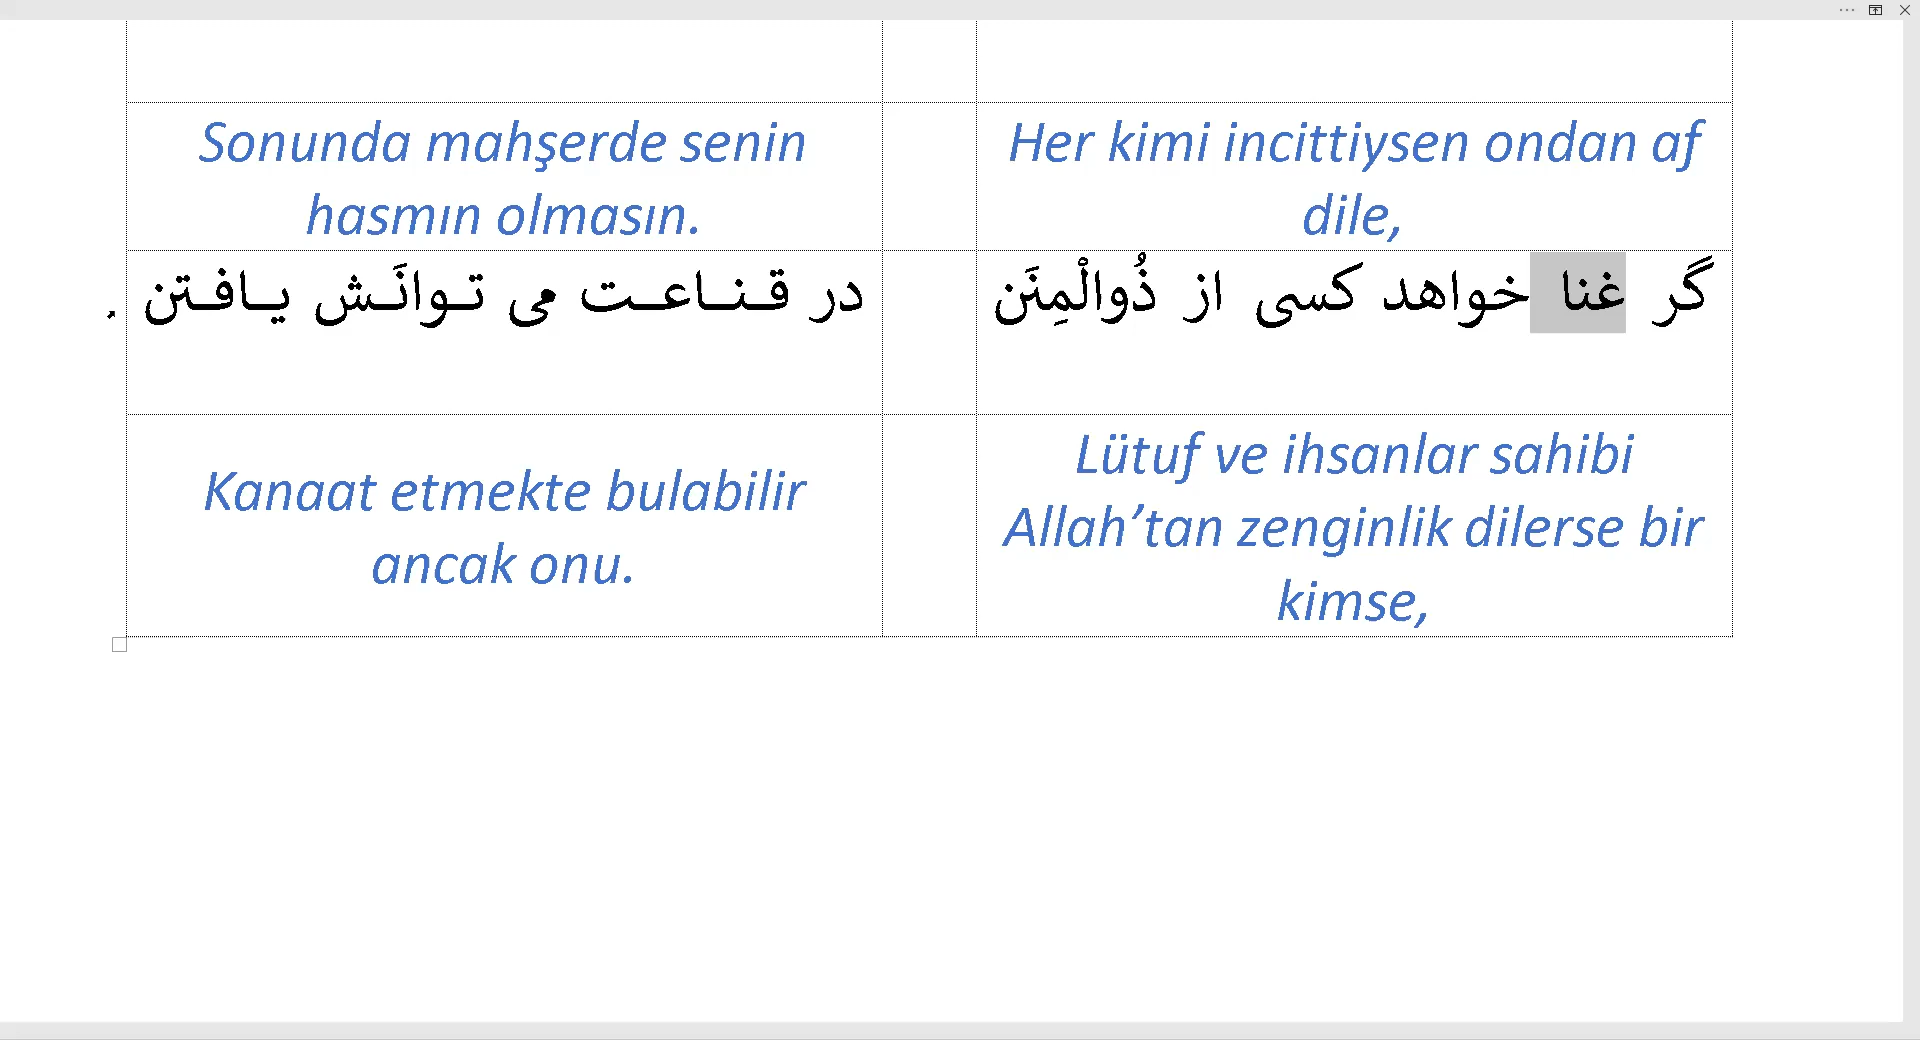 Her kimi incittiysen ondan af
dile,
Sonunda mahşerde senin
hasmın olmasın.
گر غنا خواهد کسی از ذُوالْمِنَن
در قـنـاعـت می تـوانَـش یـافـتن
Lütuf ve ihsanlar sahibi
Allah’tan zenginlik dilerse bir
kimse,
Kanaat etmekte bulabilir
ancak onu.